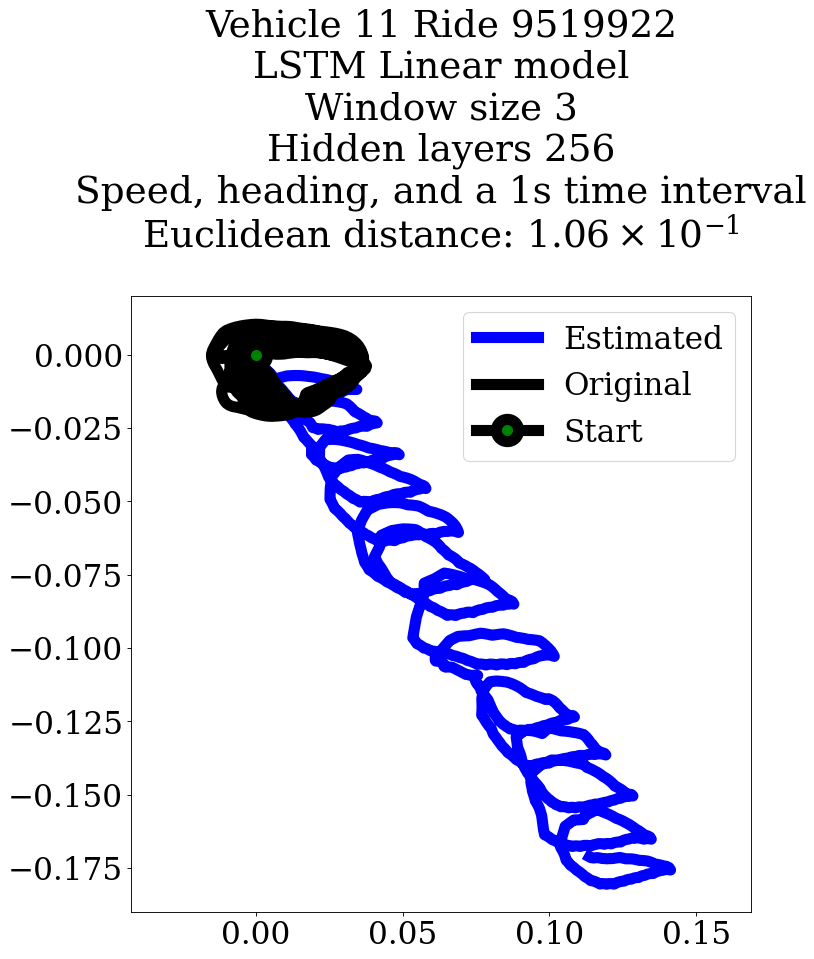 Vehicle 11 Ride 9519922
LSTM Linear model
Window size 3
Hidden layers 256
Speed, heading, and a 1s time interval
Euclidean distance: 1.06 × 10⁻¹
Estimated
Original
Start
0.000
−0.025
−0.050
−0.075
−0.100
−0.125
−0.150
−0.175
0.00 0.05 0.10 0.15